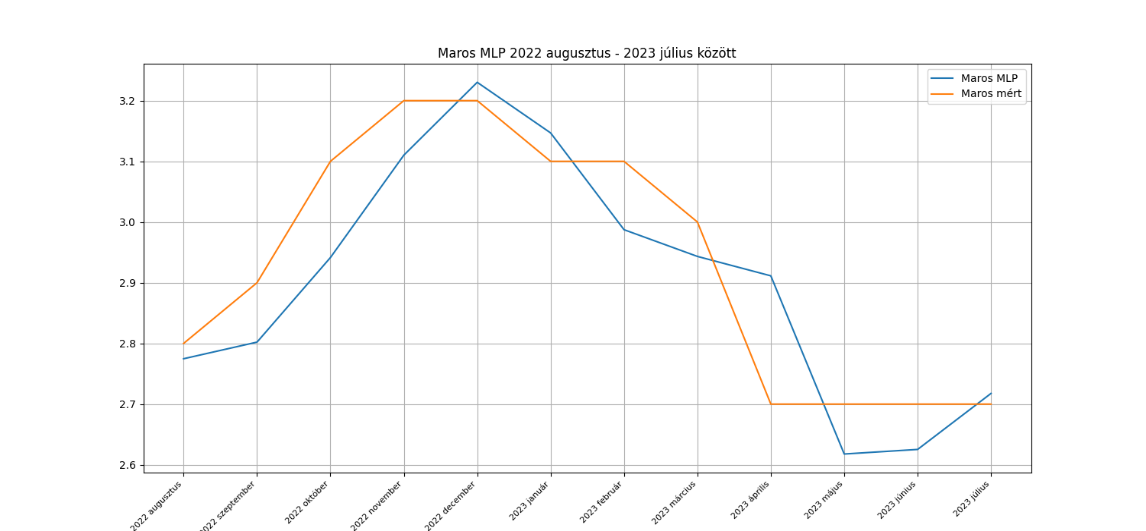 Maros MLP 2022 augusztus - 2023 július között
Maros MLP
Maros mért
3.2
3.1
3.0
2.9
2.8
2.7
2.6
2022 augusztus
2022 szeptember
2022 oktober
2022 november
2022 december
2023 január
2023 február
2023 március
2023 április
2023 május
2023 június
2023 július